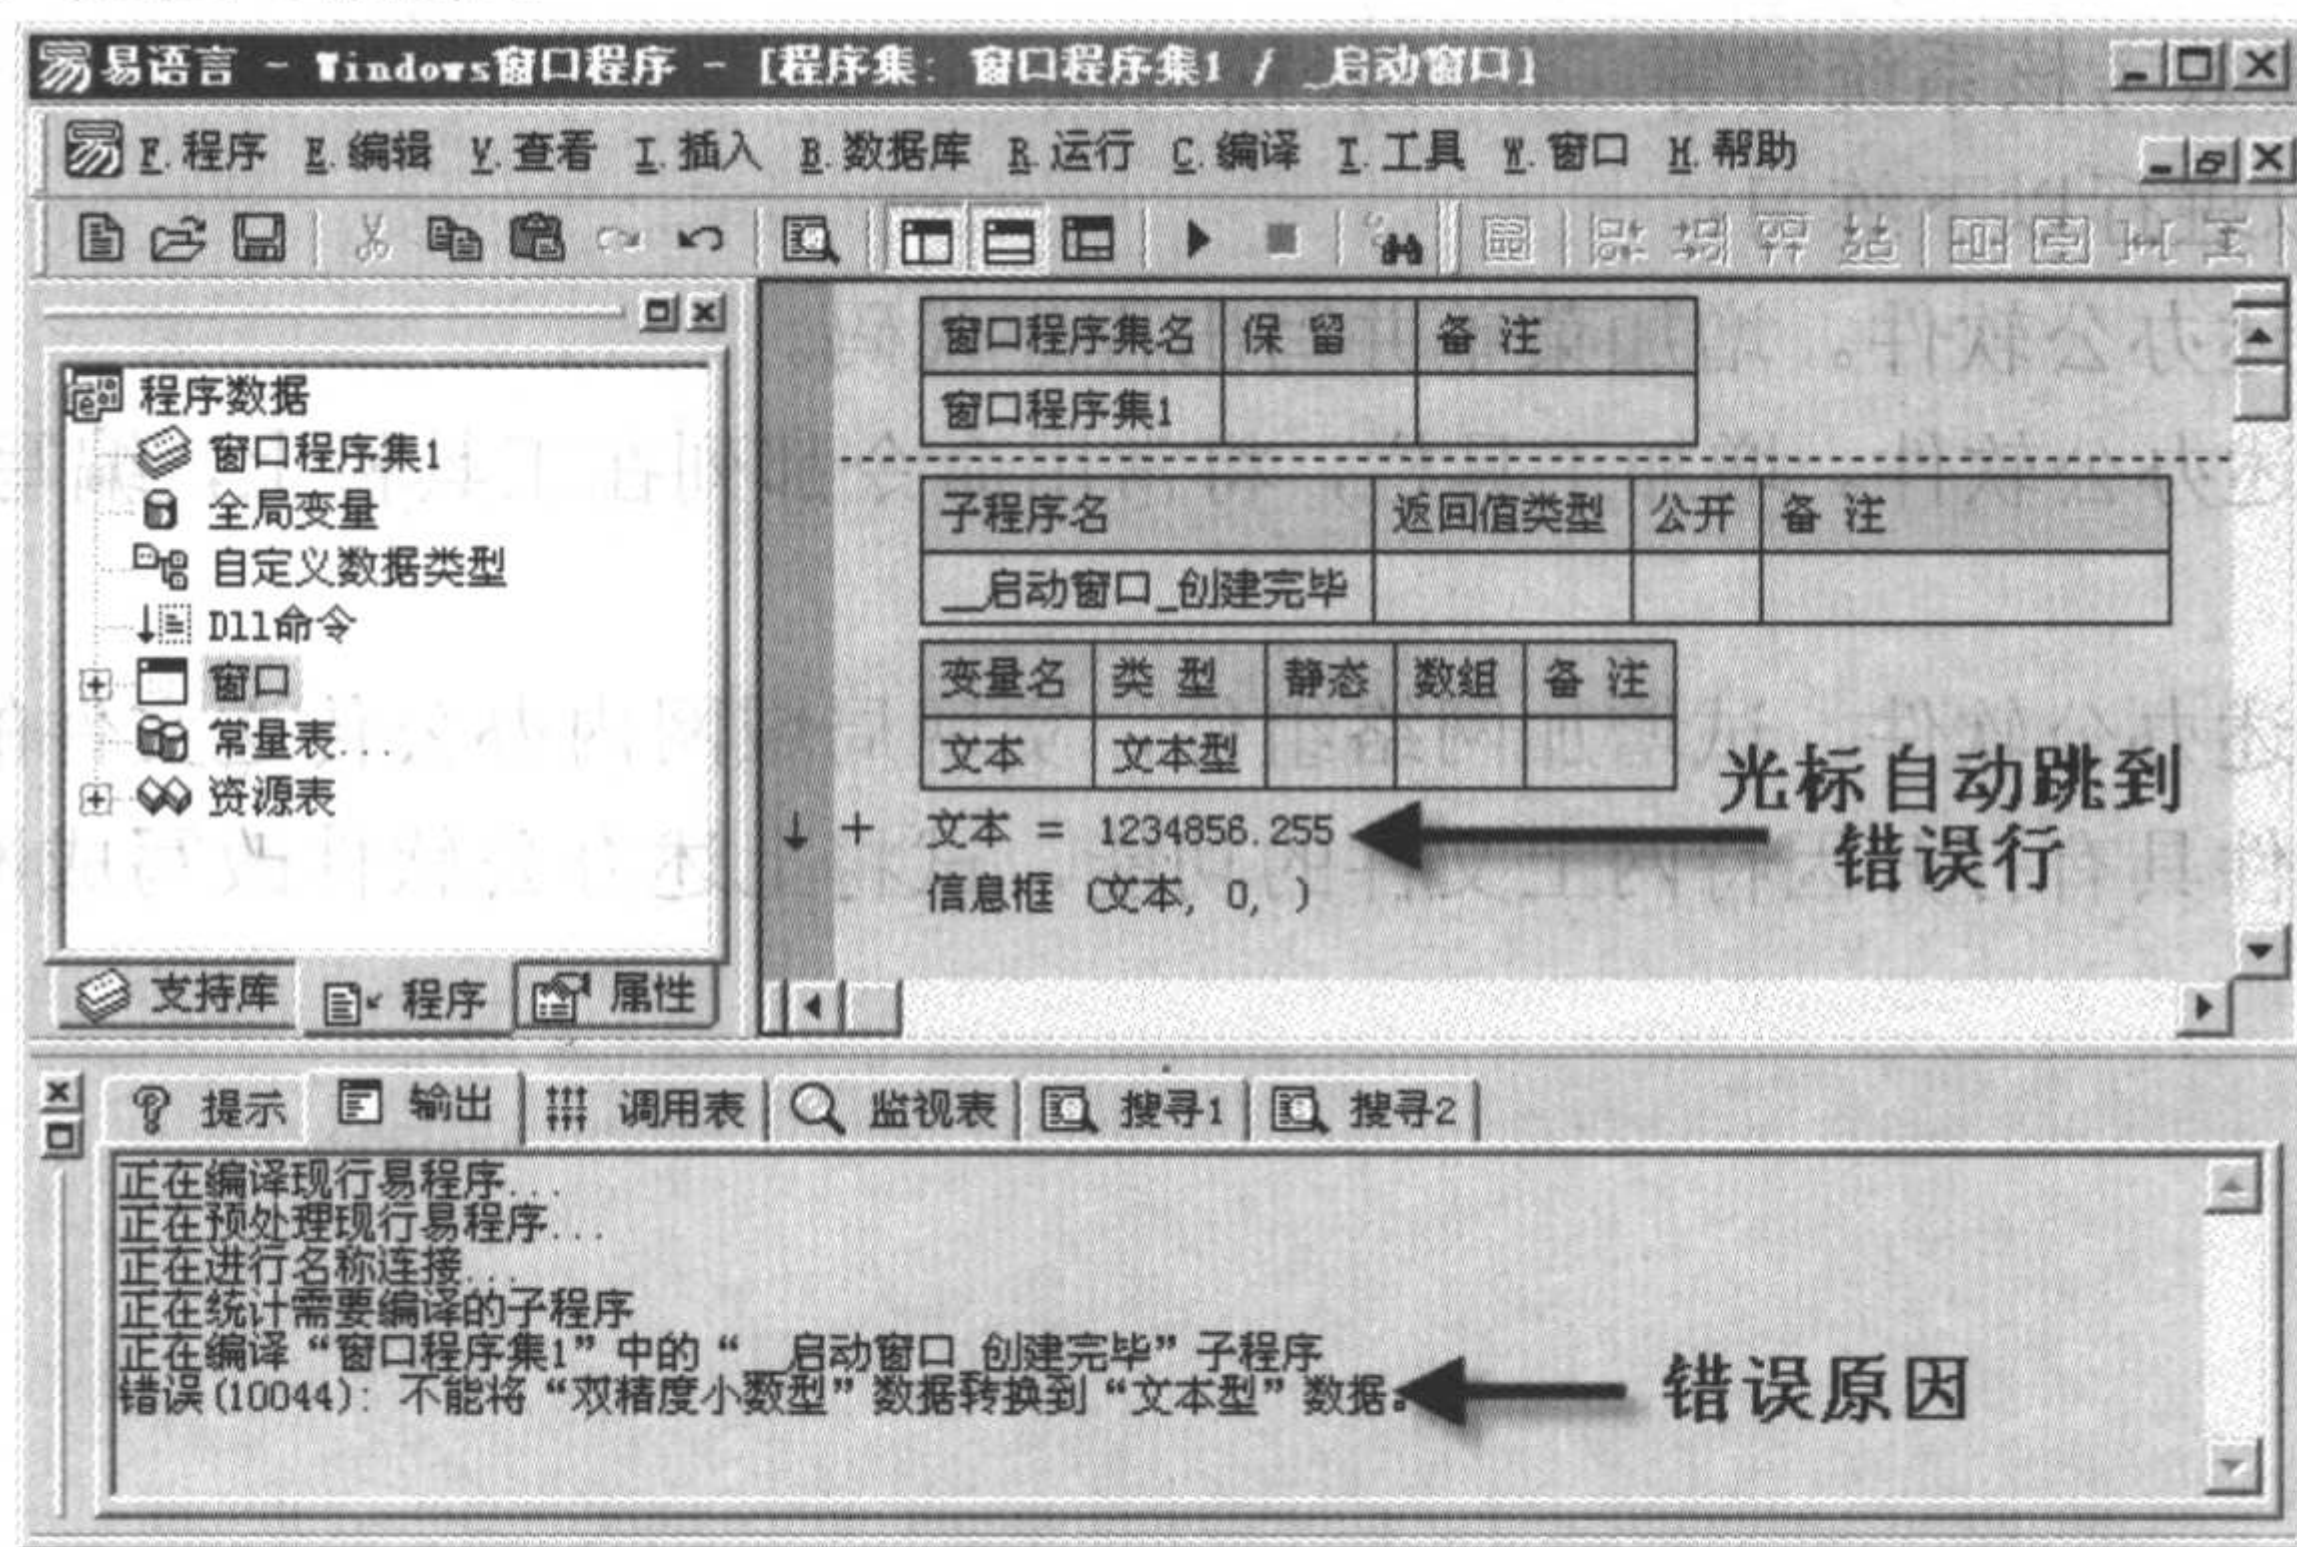 易语言 - Windows窗口程序 - [程序集: 窗口程序集1 / _启动窗口]
F.程序 E.编辑 V.查看 I.插入 B.数据库 R.运行 C.编译 T.工具 W.窗口 H.帮助
程序数据
窗口程序集1
全局变量
自定义数据类型
Dll命令
窗口
常量表...
资源表
支持库 程序 属性
窗口程序集名 保 留 备 注
窗口程序集1
子程序名 返回值类型 公开 备 注
__启动窗口_创建完毕
变量名 类 型 静态 数组 备 注
文本 文本型
文本 = 1234856.255
信息框 (文本, 0, )
光标自动跳到
错误行
提示 输出 调用表 监视表 搜寻1 搜寻2
正在编译现行易程序...
正在预处理现行易程序...
正在进行名称连接...
正在统计需要编译的子程序
正在编译“窗口程序集1”中的“__启动窗口_创建完毕”子程序
错误(10044): 不能将“双精度小数型”数据转换到“文本型”数据。
错误原因